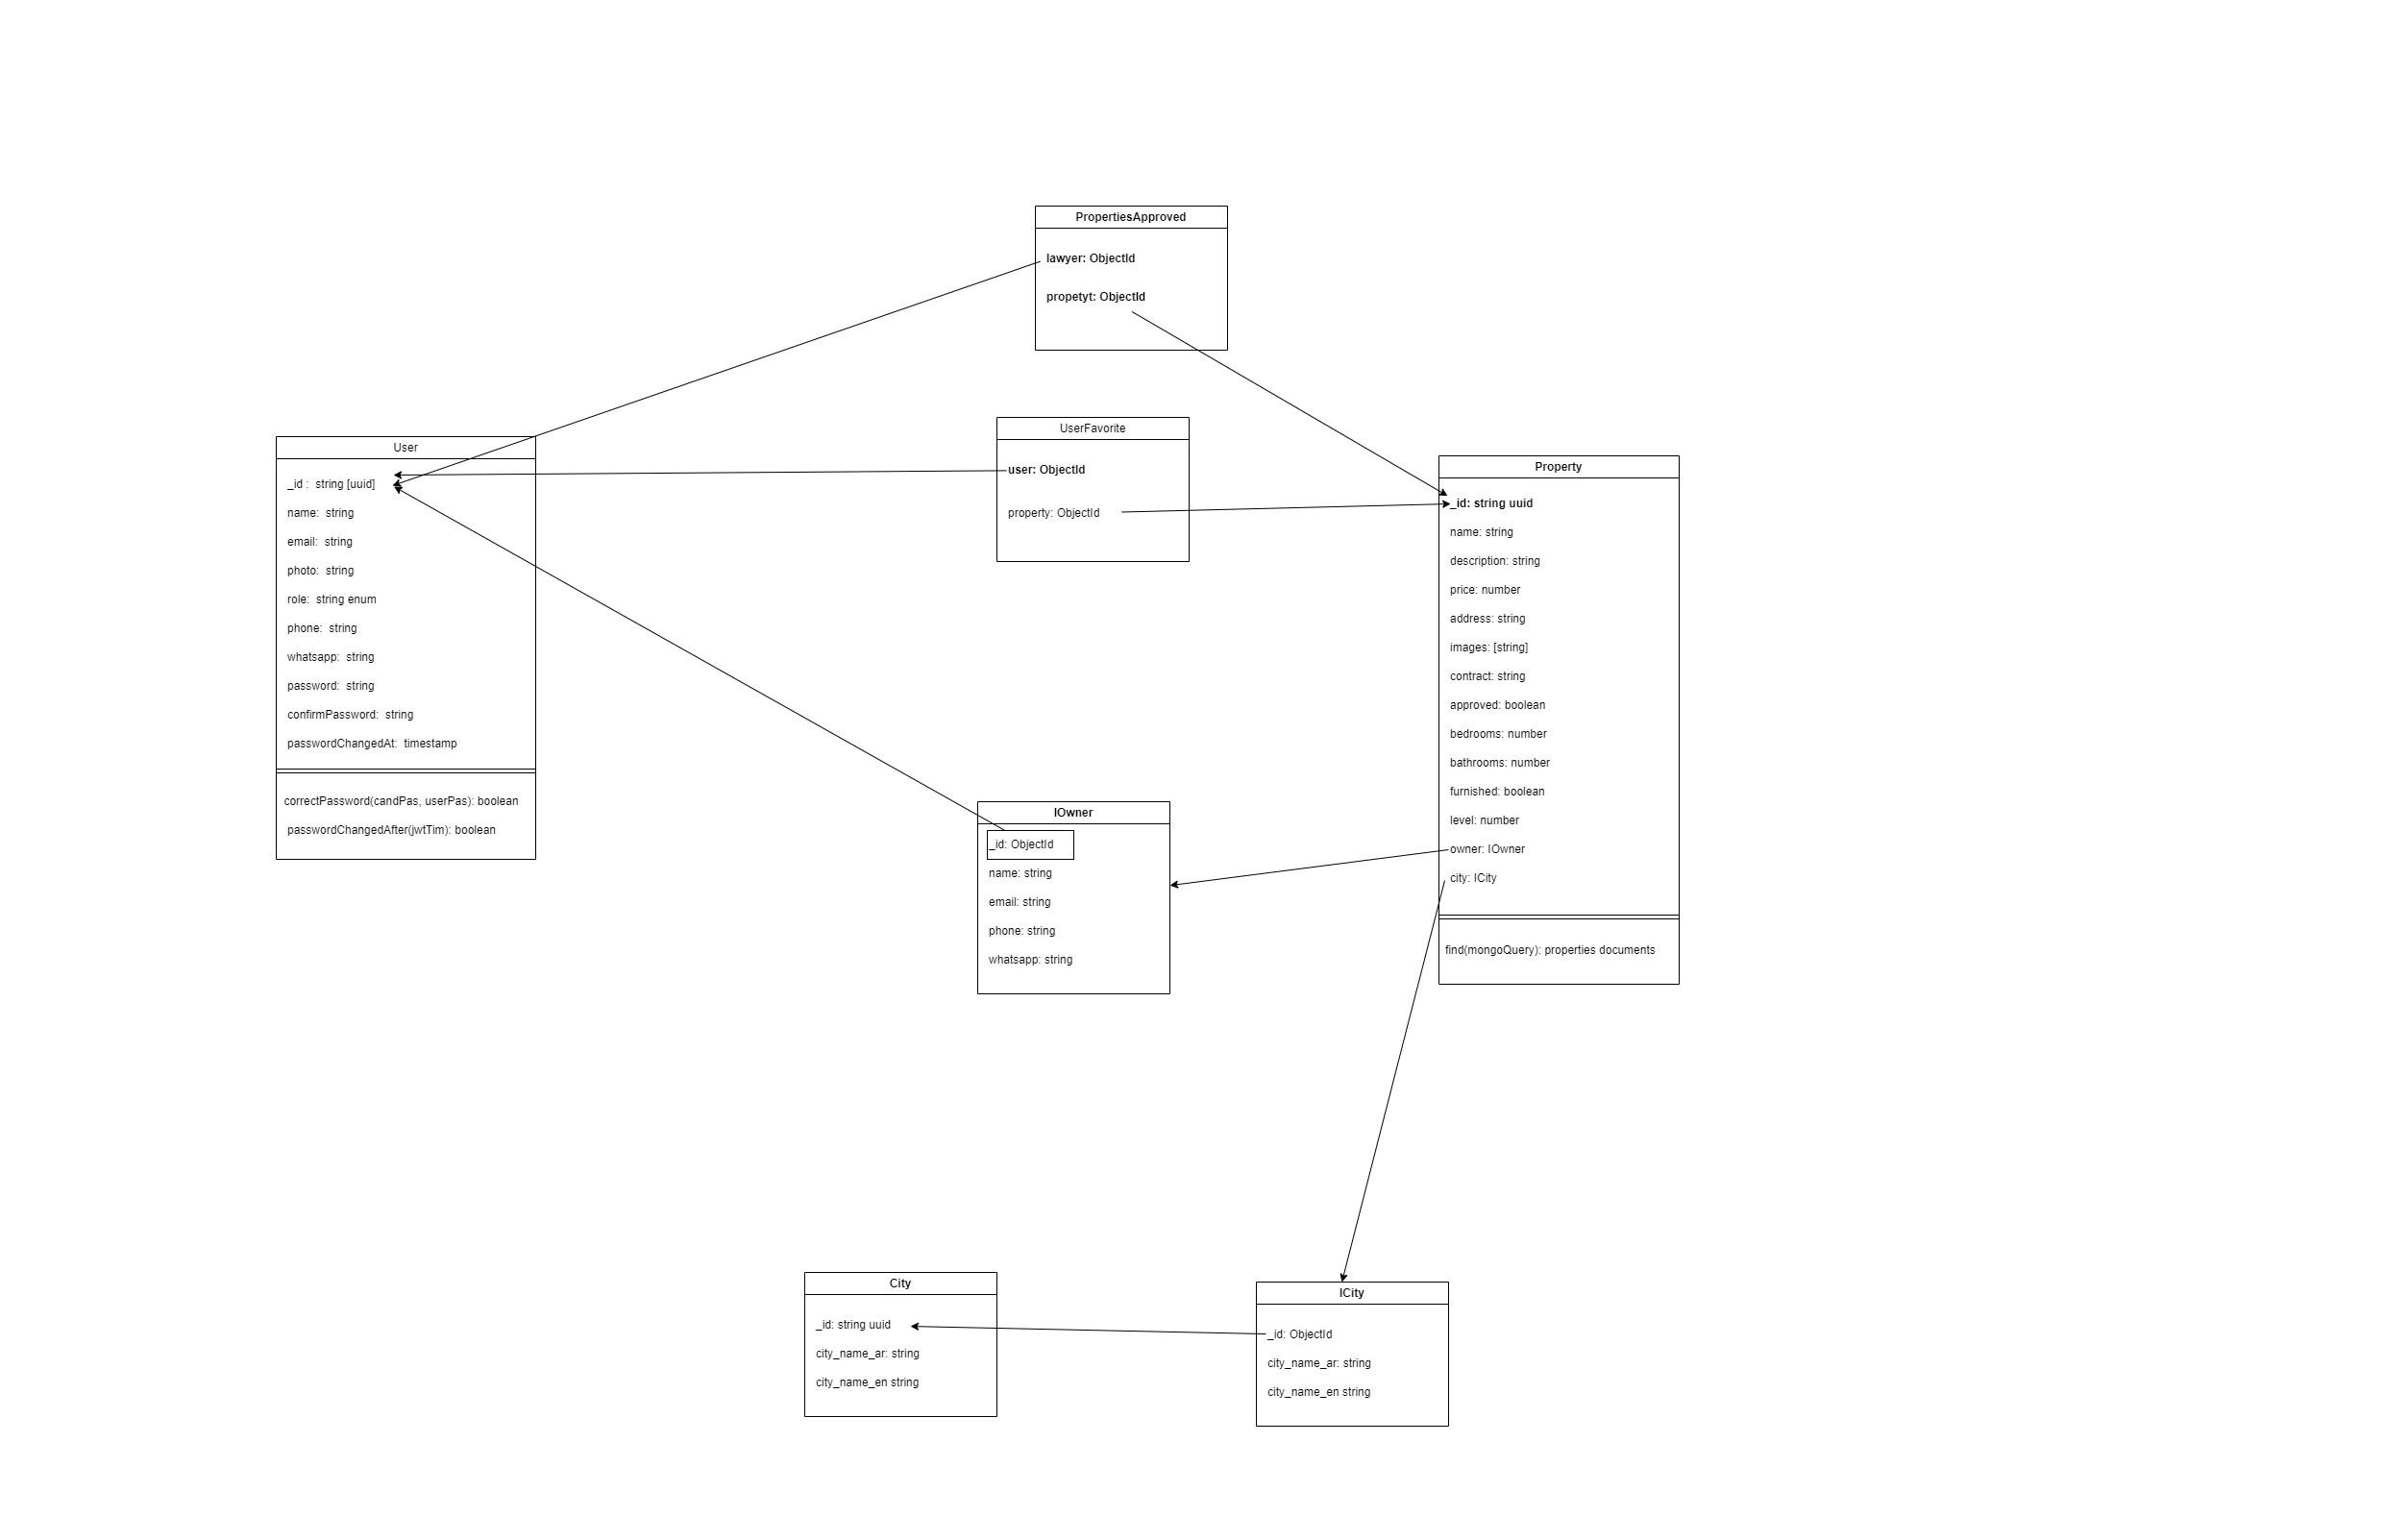 PropertiesApproved
lawyer: ObjectId
propetyt: ObjectId
User
_id :  string [uuid]
name:  string
email:  string
photo:  string
role:  string enum
phone:  string
whatsapp:  string
password:  string
confirmPassword:  string
passwordChangedAt:  timestamp
correctPassword(candPas, userPas): boolean
passwordChangedAfter(jwtTim): boolean
UserFavorite
user: ObjectId
property: ObjectId
Property
_id: string uuid
name: string
description: string
price: number
address: string
images: [string]
contract: string
approved: boolean
bedrooms: number
bathrooms: number
furnished: boolean
level: number
owner: IOwner
city: ICity
find(mongoQuery): properties documents
IOwner
_id: ObjectId
name: string
email: string
phone: string
whatsapp: string
City
_id: string uuid
city_name_ar: string
city_name_en string
ICity
_id: ObjectId
city_name_ar: string
city_name_en string